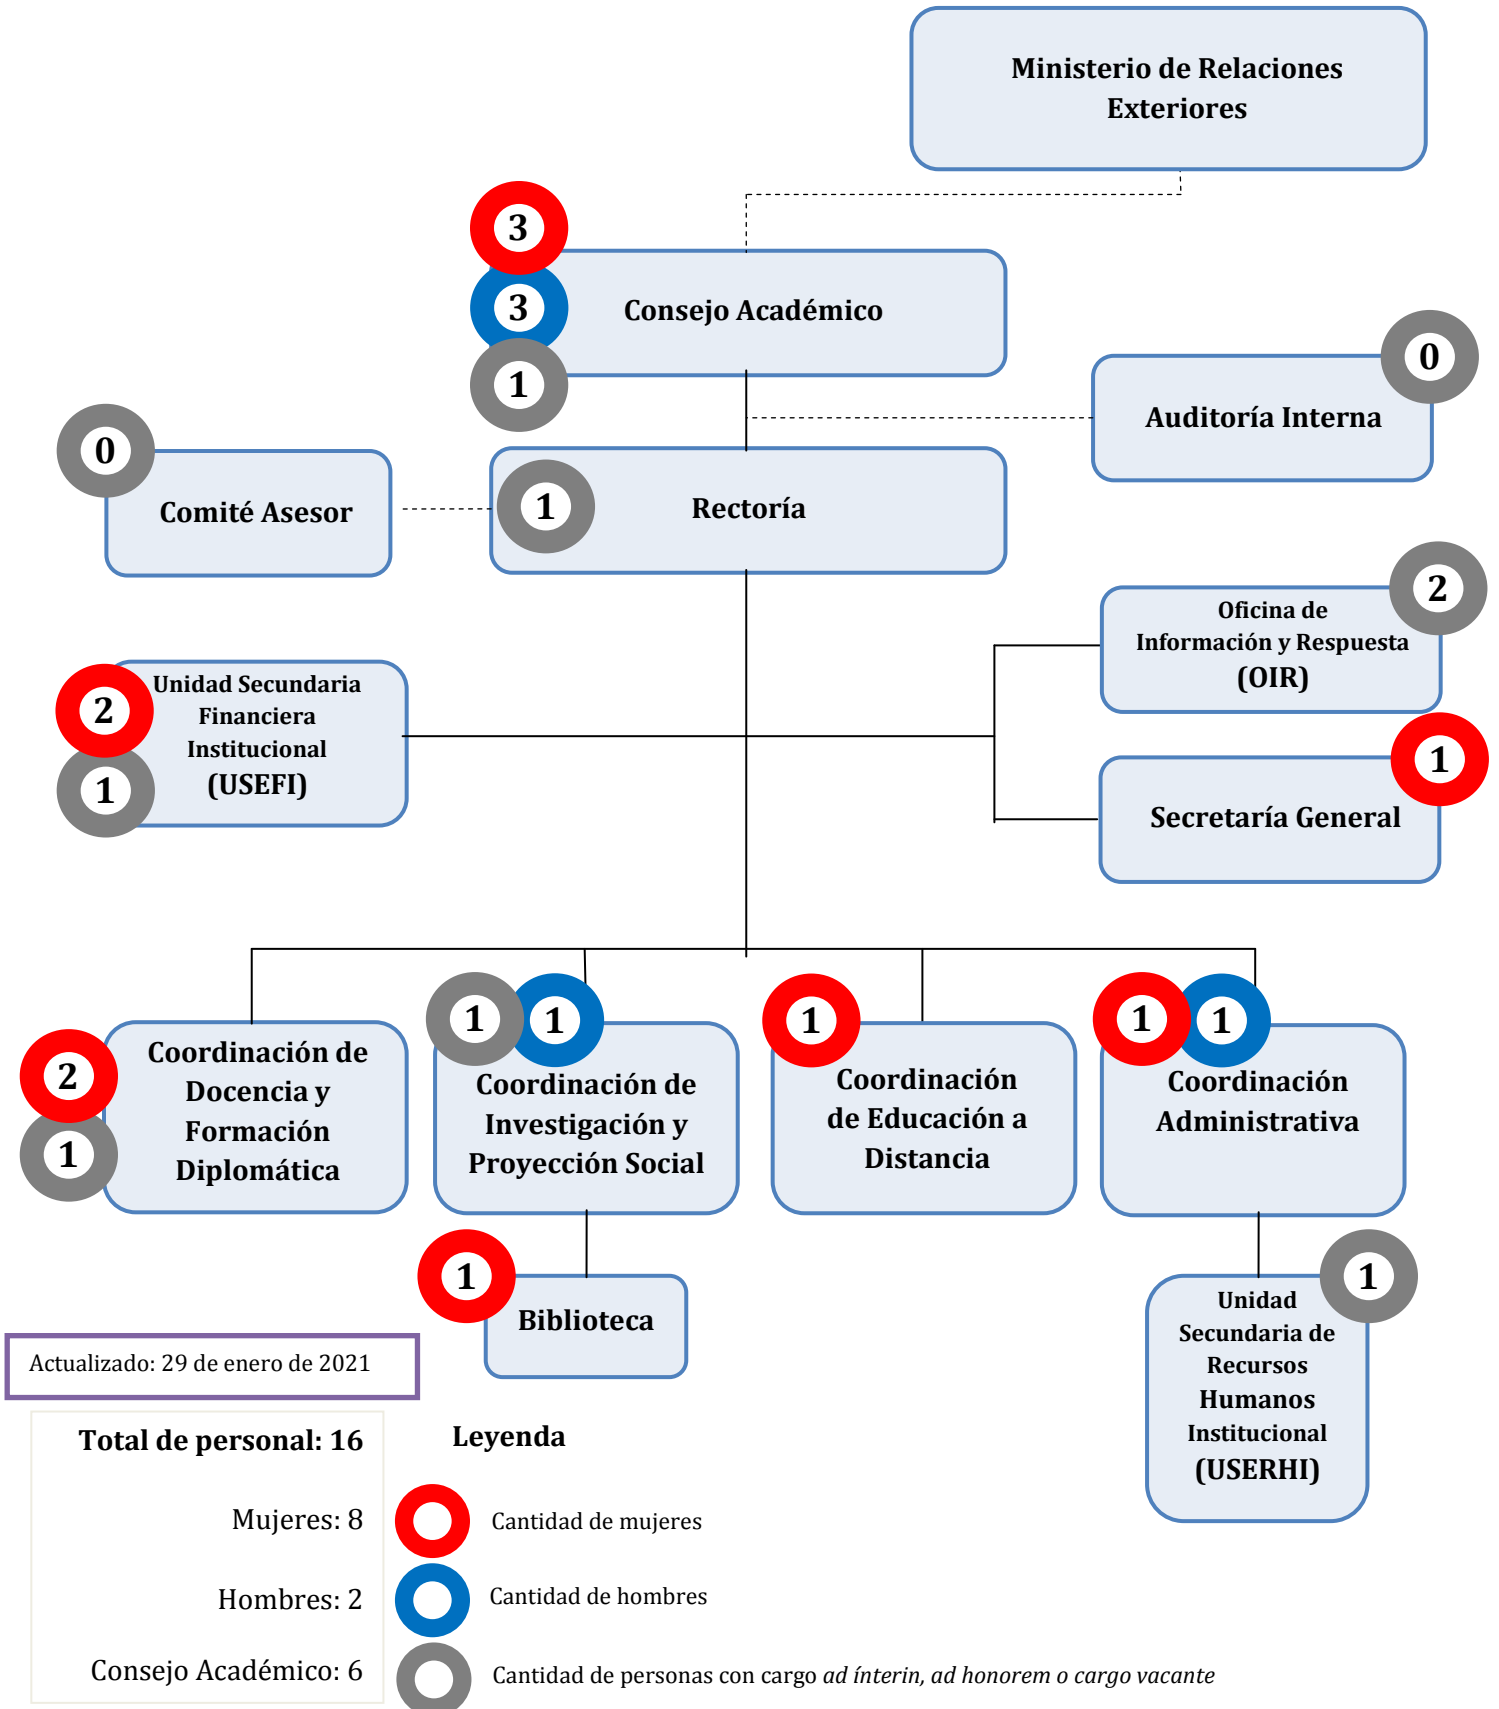 Ministerio de Relaciones
Exteriores
3
3
Consejo Académico
1
0
Auditoría Interna
0
Comité Asesor
1
Rectoría
2
Oficina de
Información y Respuesta
(OIR)
2
Unidad Secundaria
Financiera
Institucional
(USEFI)
1
1
Secretaría General
2
Coordinación de
Docencia y
Formación
Diplomática
1
1
1
Coordinación de
Investigación y
Proyección Social
1
Coordinación
de Educación a
Distancia
1
1
Coordinación
Administrativa
1
Biblioteca
1
Unidad
Secundaria de
Recursos
Humanos
Institucional
(USERHI)
Actualizado: 29 de enero de 2021
Total de personal: 16
Mujeres: 8
Hombres: 2
Consejo Académico: 6
Leyenda
Cantidad de mujeres
Cantidad de hombres
Cantidad de personas con cargo ad ínterin, ad honorem o cargo vacante